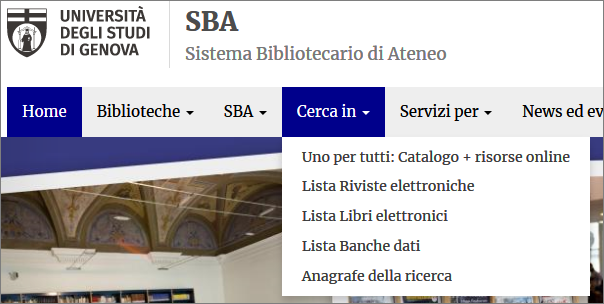 UNIVERSITÀ
DEGLI STUDI
DI GENOVA
SBA
Sistema Bibliotecario di Ateneo
Home Biblioteche SBA Cerca in Servizi per News ed ev
Uno per tutti: Catalogo + risorse online
Lista Riviste elettroniche
Lista Libri elettronici
Lista Banche dati
Anagrafe della ricerca